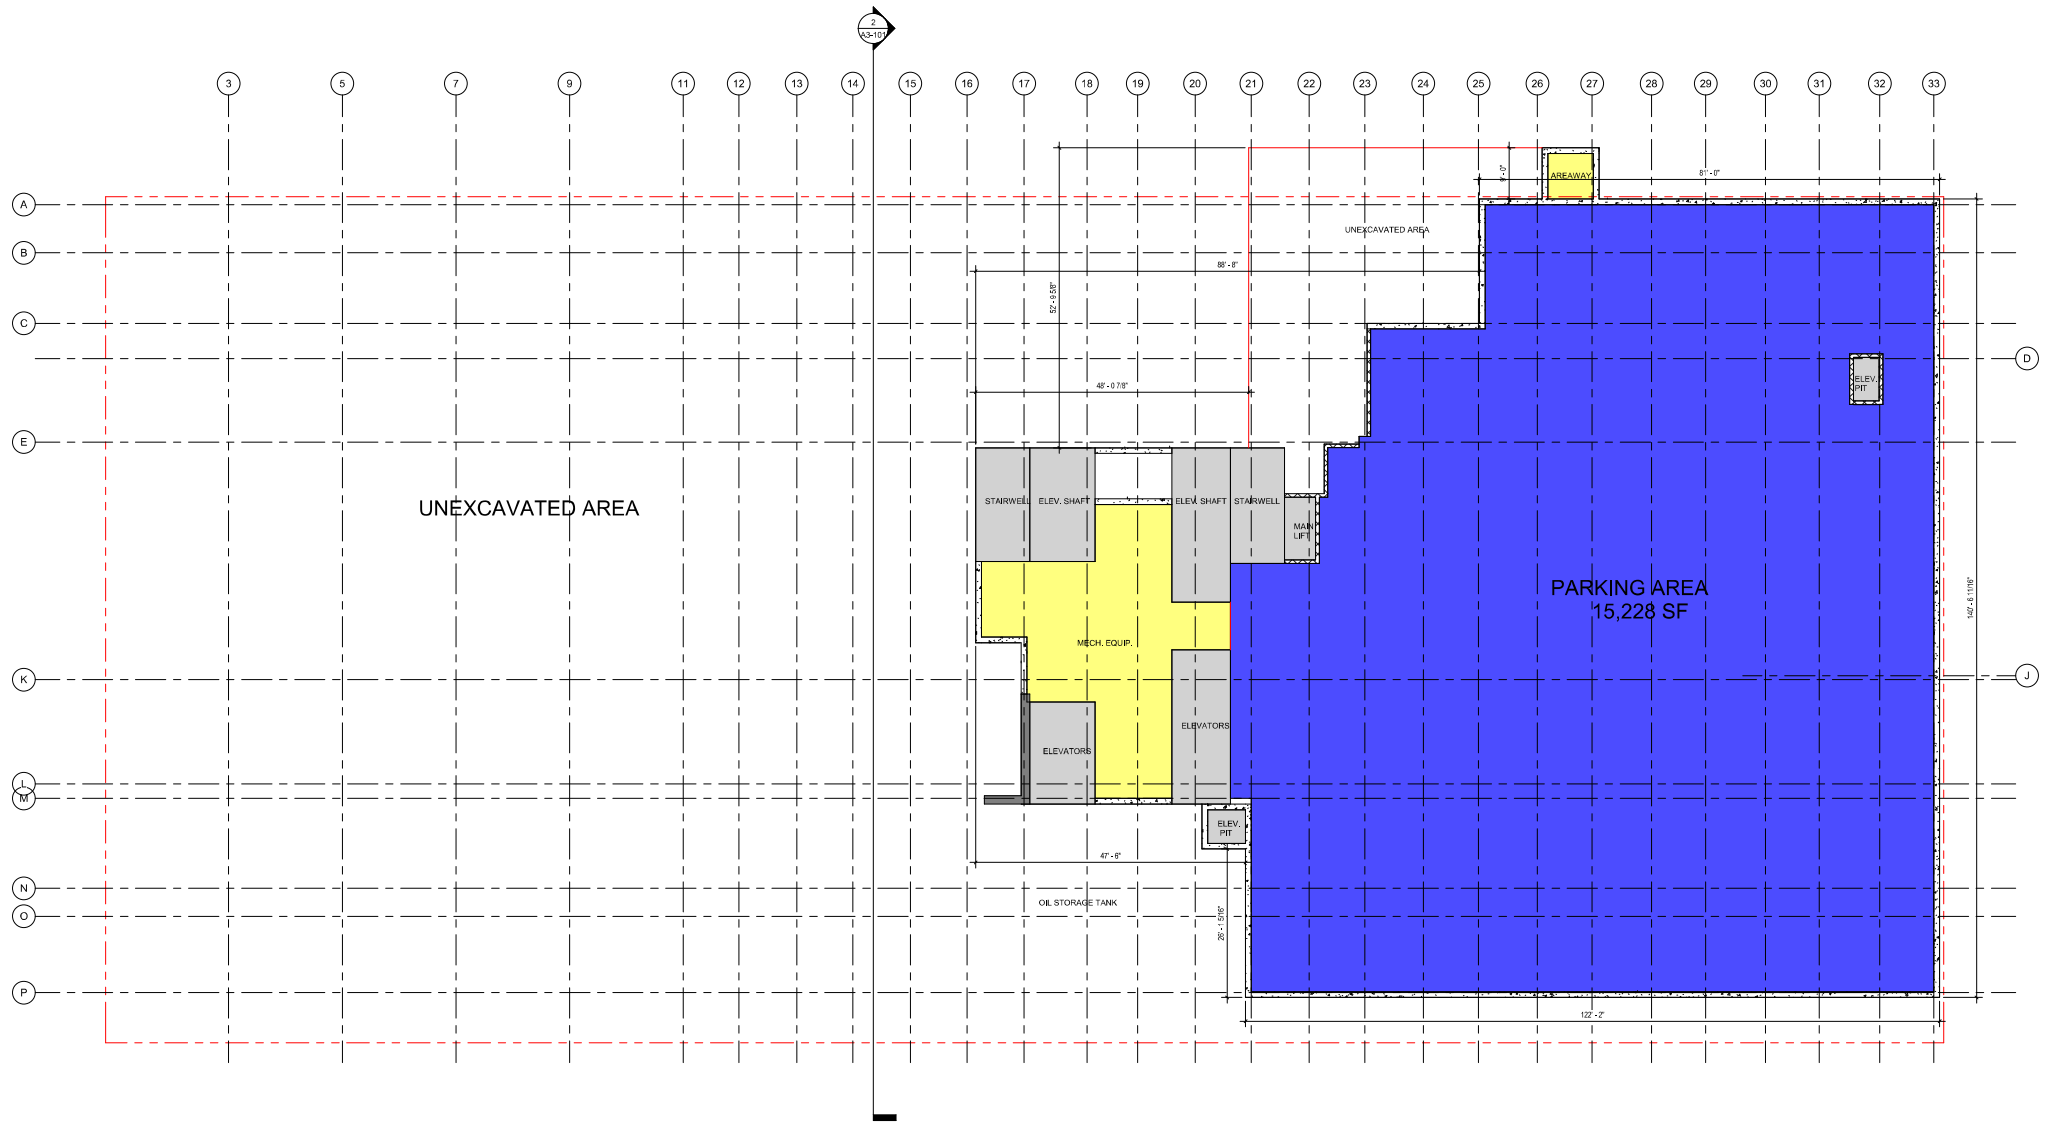 2
A3-101
3 5 7 9 11 12 13 14 15 16 17 18 19 20 21 22 23 24 25 26 27 28 29 30 31 32 33
9' - 0"
AREAWAY
81' - 0"
A
UNEXCAVATED AREA
B
88' - 8"
52' - 9 5/8"
C
D
ELEV.
PIT
48' - 0 7/8"
E
UNEXCAVATED AREA
STAIRWELL
ELEV. SHAFT
ELEV. SHAFT
STAIRWELL
MAIN
LIFT
PARKING AREA
15,228 SF
140' - 6 11/16"
MECH. EQUIP.
K
J
ELEVATORS
ELEVATORS
L
M
ELEV.
PIT
47' - 6"
N
OIL STORAGE TANK
O
26' - 1 5/16"
P
122' - 2"